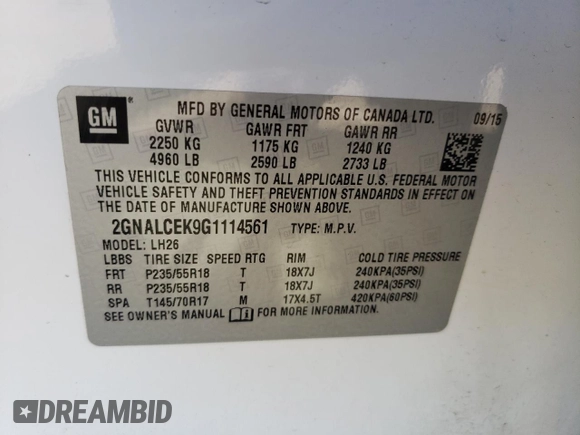 GM
MFD BY GENERAL MOTORS OF CANADA LTD. 09/15
GVWR GAWR FRT GAWR RR
2250 KG 1175 KG 1240 KG
4960 LB 2590 LB 2733 LB
THIS VEHICLE CONFORMS TO ALL APPLICABLE U.S. FEDERAL MOTOR
VEHICLE SAFETY AND THEFT PREVENTION STANDARDS IN EFFECT ON
THE DATE OF MANUFACTURE SHOWN ABOVE.
2GNALCEK9G1114561 TYPE: M.P.V.
MODEL: LH26
LBBS TIRE SIZE SPEED RTG RIM COLD TIRE PRESSURE
FRT P235/55R18 T 18X7J 240KPA(35PSI)
RR P235/55R18 T 18X7J 240KPA(35PSI)
SPA T145/70R17 M 17X4.5T 420KPA(60PSI)
SEE OWNER'S MANUAL FOR MORE INFORMATION.
DREAMBID